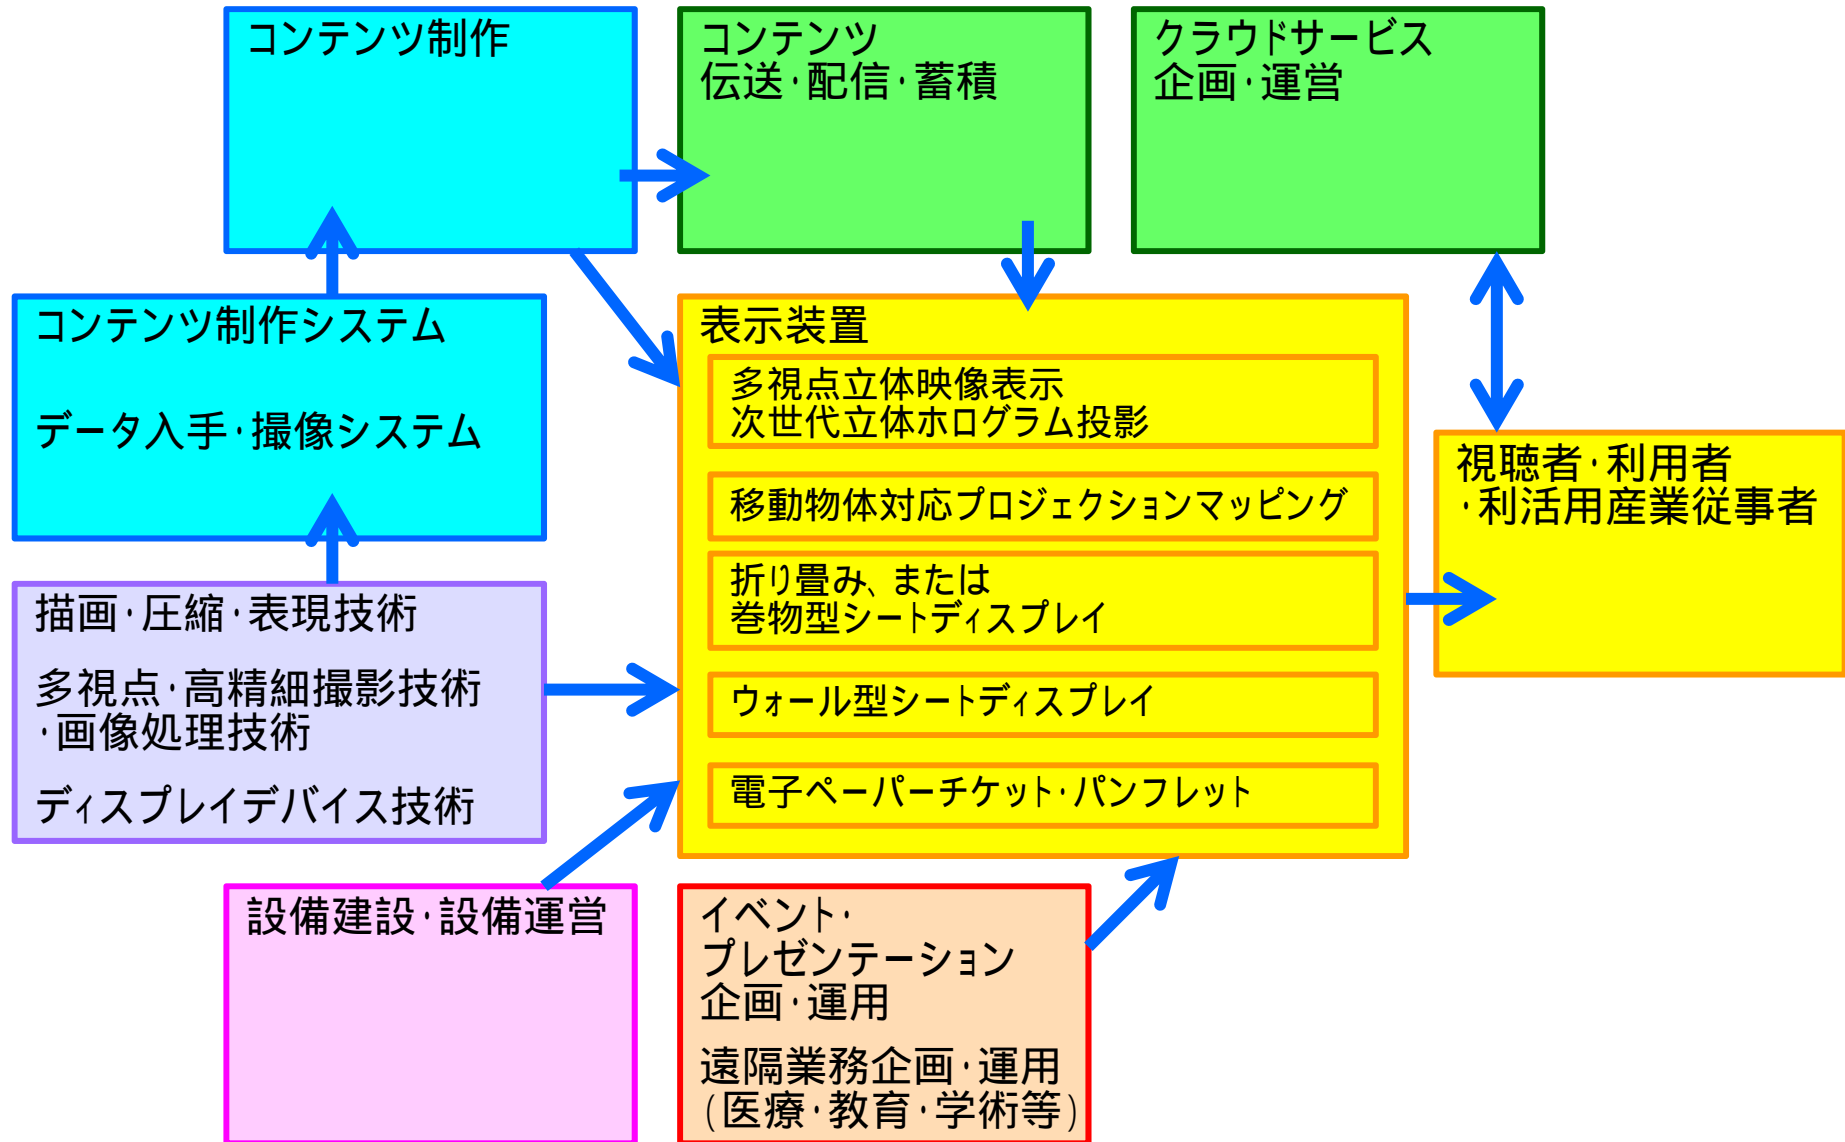 コンテンツ制作
コンテンツ
伝送・配信・蓄積
クラウドサービス
企画・運営
コンテンツ制作システム
データ入手・撮像システム
表示装置
多視点立体映像表示
次世代立体ホログラム投影
移動物体対応プロジェクションマッピング
折り畳み、または
巻物型シートディスプレイ
ウォール型シートディスプレイ
電子ペーパーチケット・パンフレット
視聴者・利用者
・利活用産業従事者
描画・圧縮・表現技術
多視点・高精細撮影技術
・画像処理技術
ディスプレイデバイス技術
設備建設・設備運営
イベント・
プレゼンテーション
企画・運用
遠隔業務企画・運用
(医療・教育・学術等)